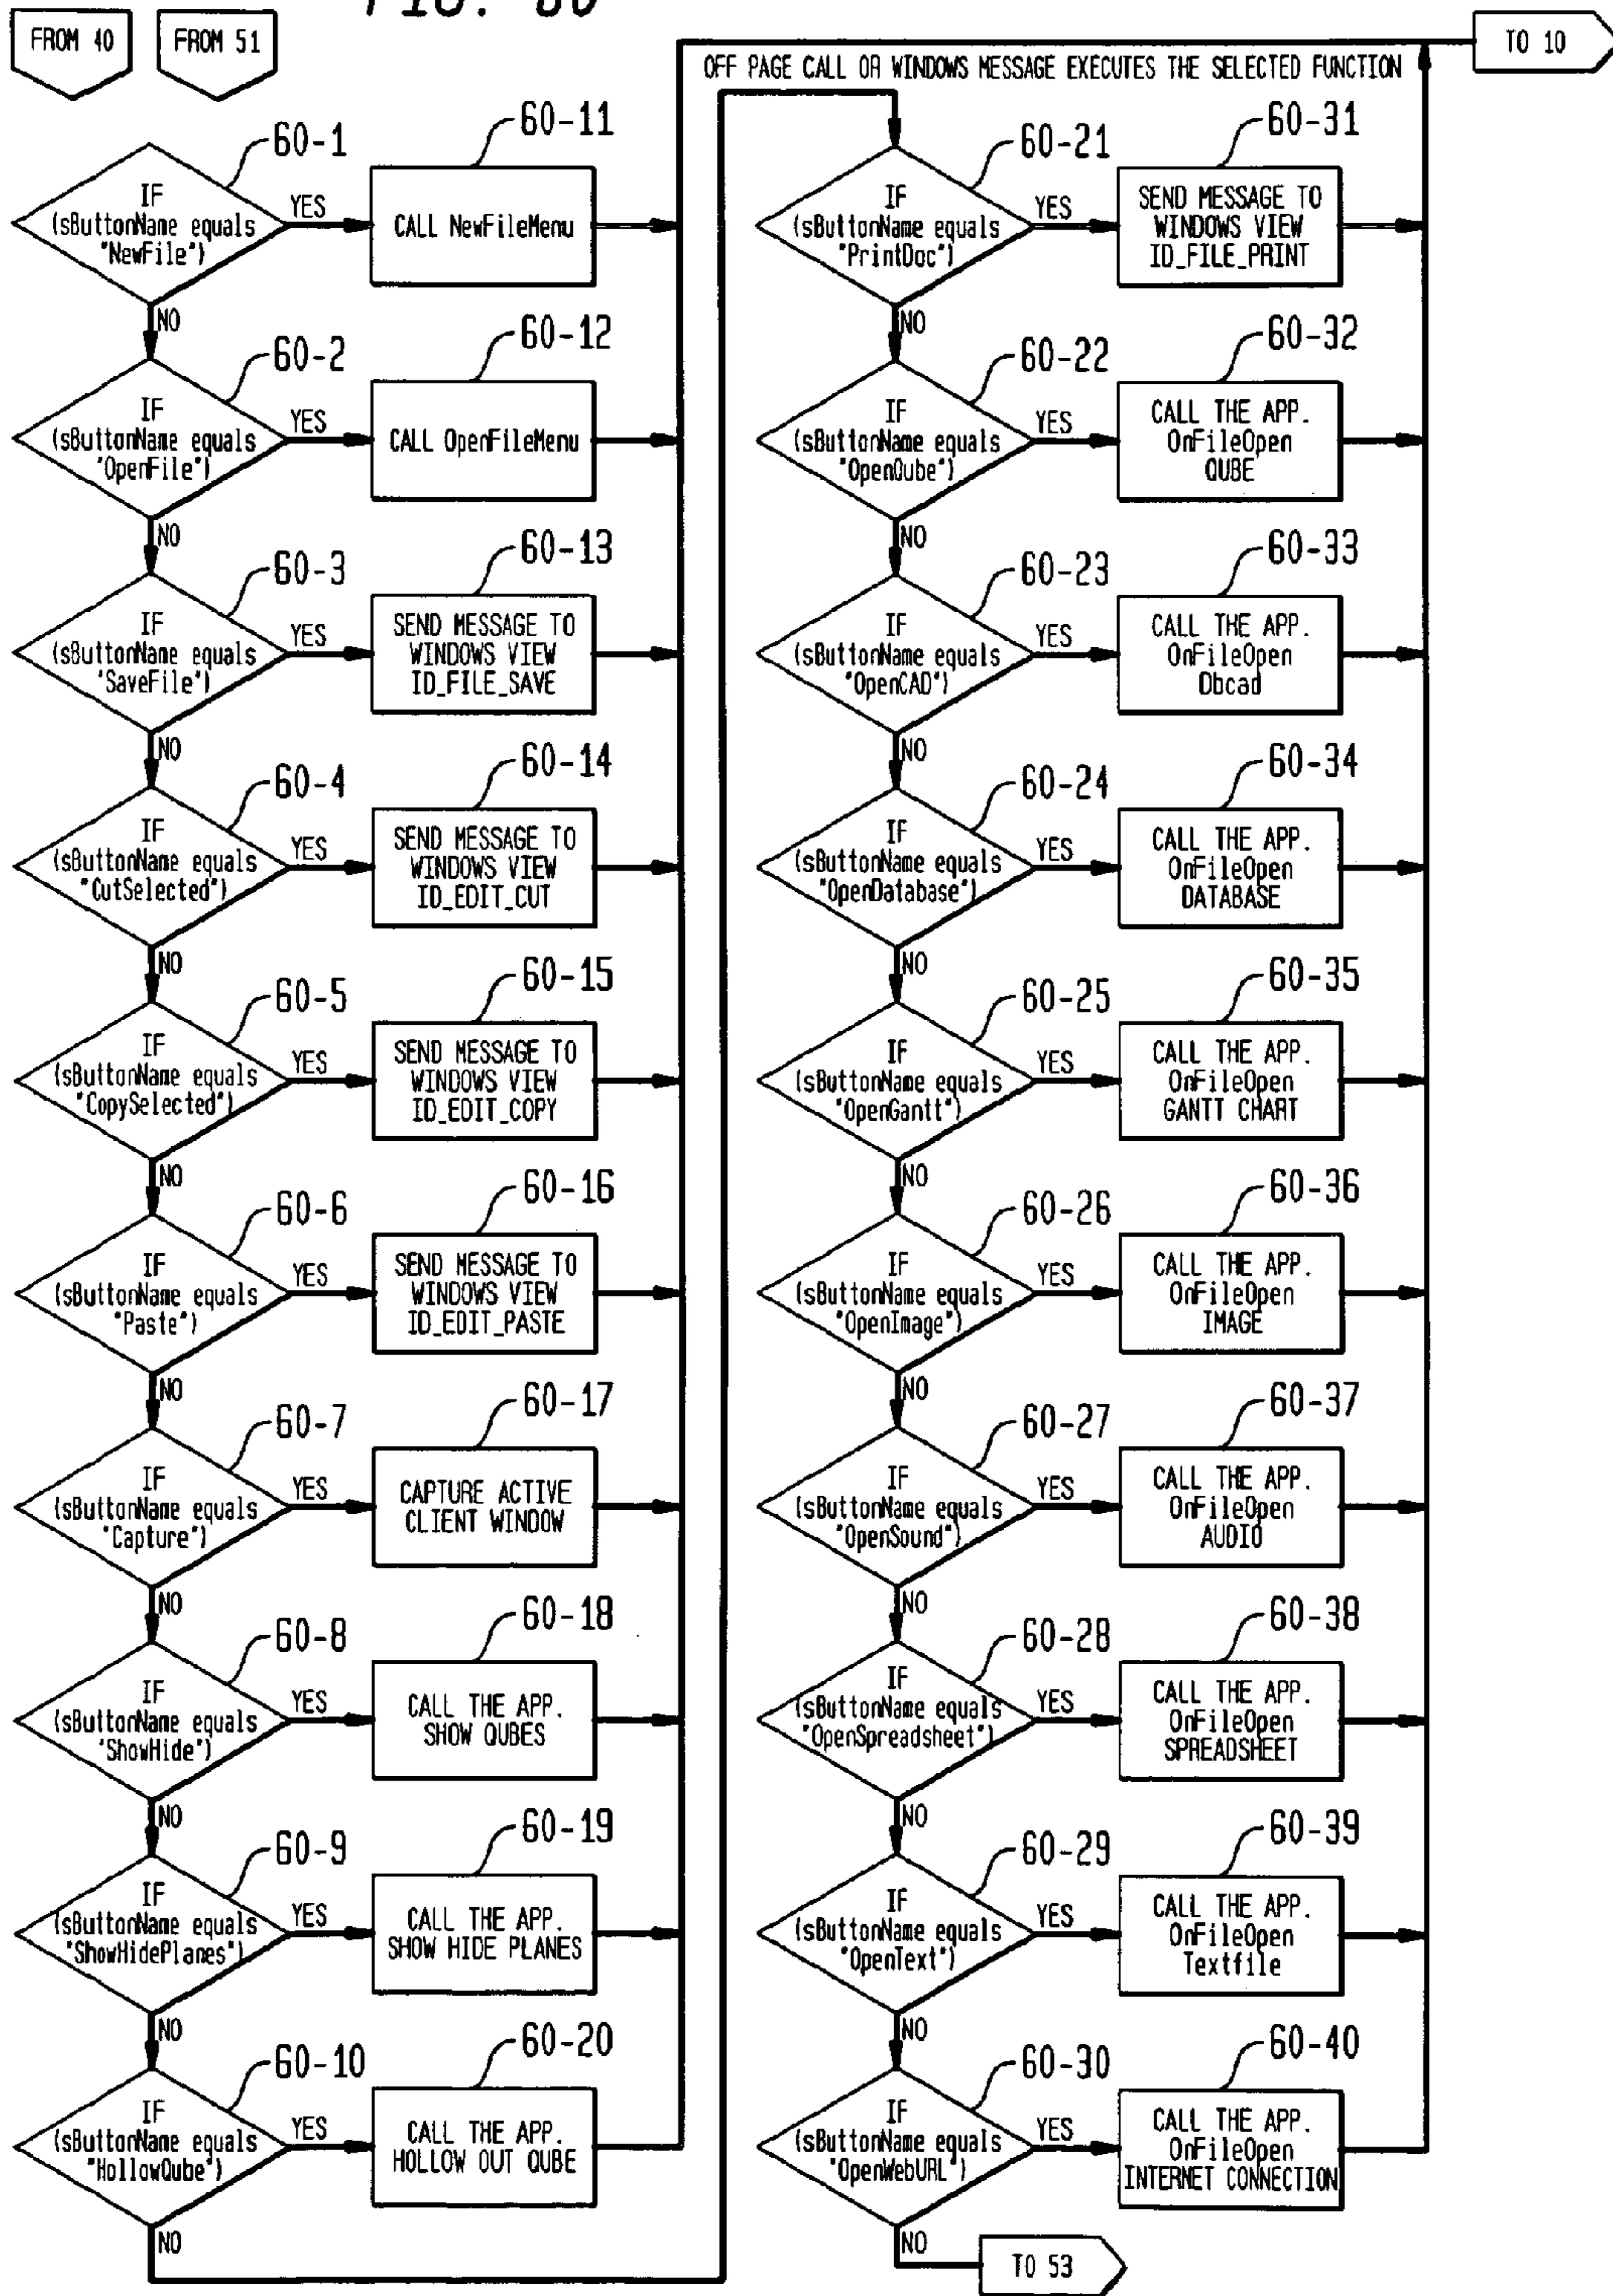 FIG. 60
FROM 40
FROM 51
TO 10
OFF PAGE CALL OR WINDOWS MESSAGE EXECUTES THE SELECTED FUNCTION
60-1
IF
(sButtonName equals
"NewFile")
YES
NO
60-11
CALL NewFileMenu
60-2
IF
(sButtonName equals
"OpenFile")
YES
NO
60-12
CALL OpenFileMenu
60-3
IF
(sButtonName equals
"SaveFile")
YES
NO
60-13
SEND MESSAGE TO
WINDOWS VIEW
ID_FILE_SAVE
60-4
IF
(sButtonName equals
"CutSelected")
YES
NO
60-14
SEND MESSAGE TO
WINDOWS VIEW
ID_EDIT_CUT
60-5
IF
(sButtonName equals
"CopySelected")
YES
NO
60-15
SEND MESSAGE TO
WINDOWS VIEW
ID_EDIT_COPY
60-6
IF
(sButtonName equals
"Paste")
YES
NO
60-16
SEND MESSAGE TO
WINDOWS VIEW
ID_EDIT_PASTE
60-7
IF
(sButtonName equals
"Capture")
YES
NO
60-17
CAPTURE ACTIVE
CLIENT WINDOW
60-8
IF
(sButtonName equals
"ShowHide")
YES
NO
60-18
CALL THE APP.
SHOW QUBES
60-9
IF
(sButtonName equals
"ShowHidePlanes")
YES
NO
60-19
CALL THE APP.
SHOW HIDE PLANES
60-10
IF
(sButtonName equals
"HollowQube")
YES
NO
60-20
CALL THE APP.
HOLLOW OUT QUBE
60-21
IF
(sButtonName equals
"PrintDoc")
YES
NO
60-31
SEND MESSAGE TO
WINDOWS VIEW
ID_FILE_PRINT
60-22
IF
(sButtonName equals
"OpenQube")
YES
NO
60-32
CALL THE APP.
OnFileOpen
QUBE
60-23
IF
(sButtonName equals
"OpenCAD")
YES
NO
60-33
CALL THE APP.
OnFileOpen
Dbcad
60-24
IF
(sButtonName equals
"OpenDatabase")
YES
NO
60-34
CALL THE APP.
OnFileOpen
DATABASE
60-25
IF
(sButtonName equals
"OpenGantt")
YES
NO
60-35
CALL THE APP.
OnFileOpen
GANTT CHART
60-26
IF
(sButtonName equals
"OpenImage")
YES
NO
60-36
CALL THE APP.
OnFileOpen
IMAGE
60-27
IF
(sButtonName equals
"OpenSound")
YES
NO
60-37
CALL THE APP.
OnFileOpen
AUDIO
60-28
IF
(sButtonName equals
"OpenSpreadsheet")
YES
NO
60-38
CALL THE APP.
OnFileOpen
SPREADSHEET
60-29
IF
(sButtonName equals
"OpenText")
YES
NO
60-39
CALL THE APP.
OnFileOpen
Textfile
60-30
IF
(sButtonName equals
"OpenWebURL")
YES
NO
60-40
CALL THE APP.
OnFileOpen
INTERNET CONNECTION
TO 53